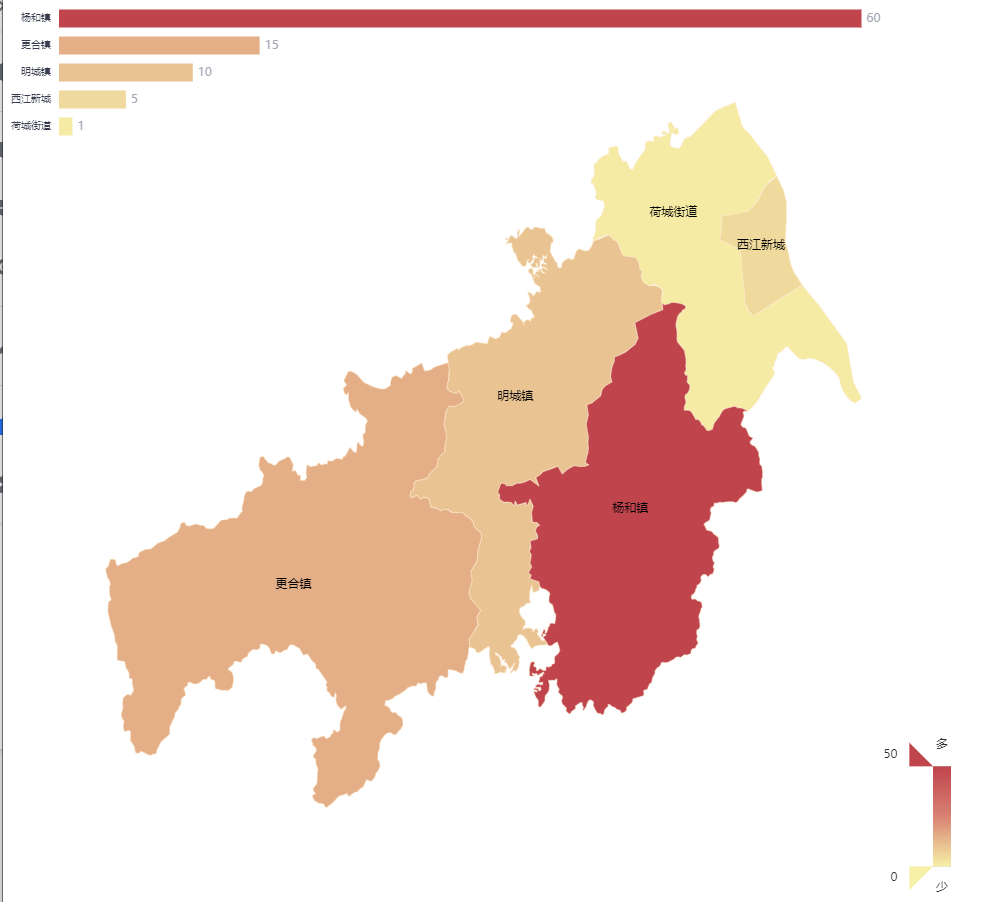 杨和镇 60
更合镇 15
明城镇 10
西江新城 5
荷城街道 1
荷城街道
西江新城
明城镇
杨和镇
更合镇
多
50
0
少